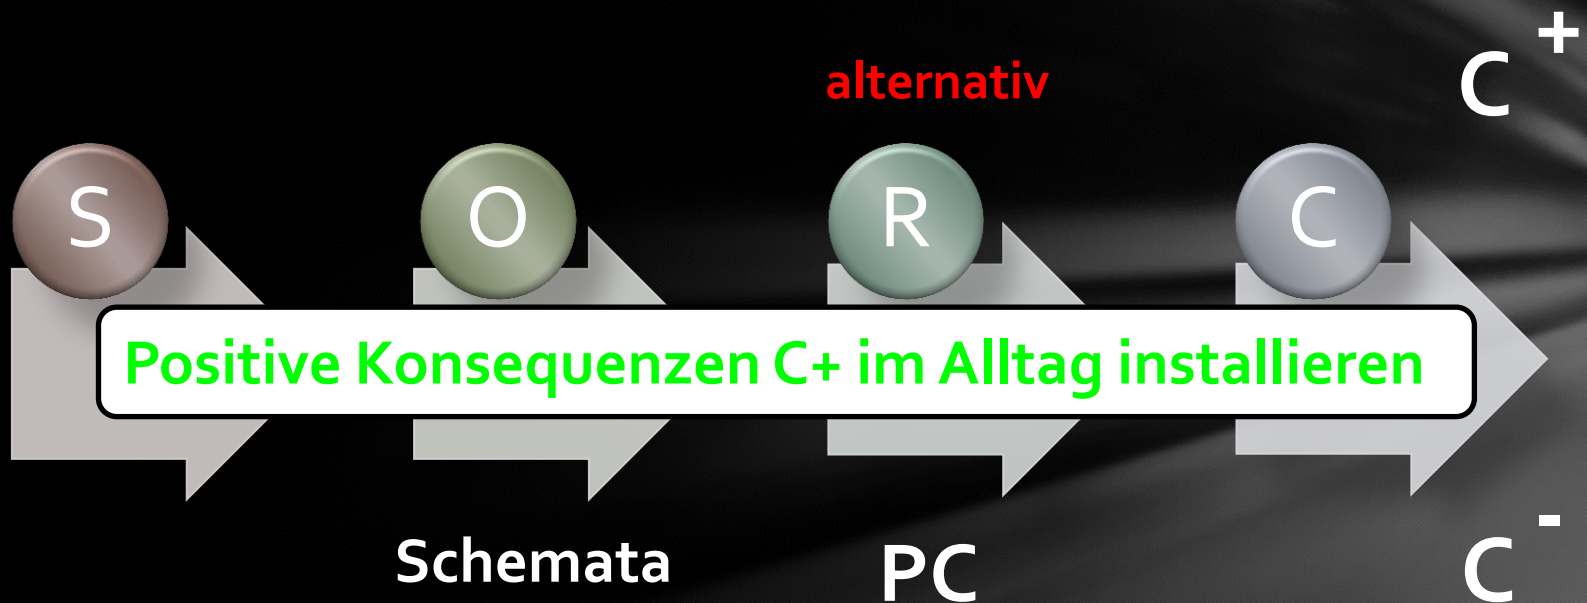 +
C
alternativ
S
O
R
C
Positive Konsequenzen C+ im Alltag installieren
-
Schemata
PC
C